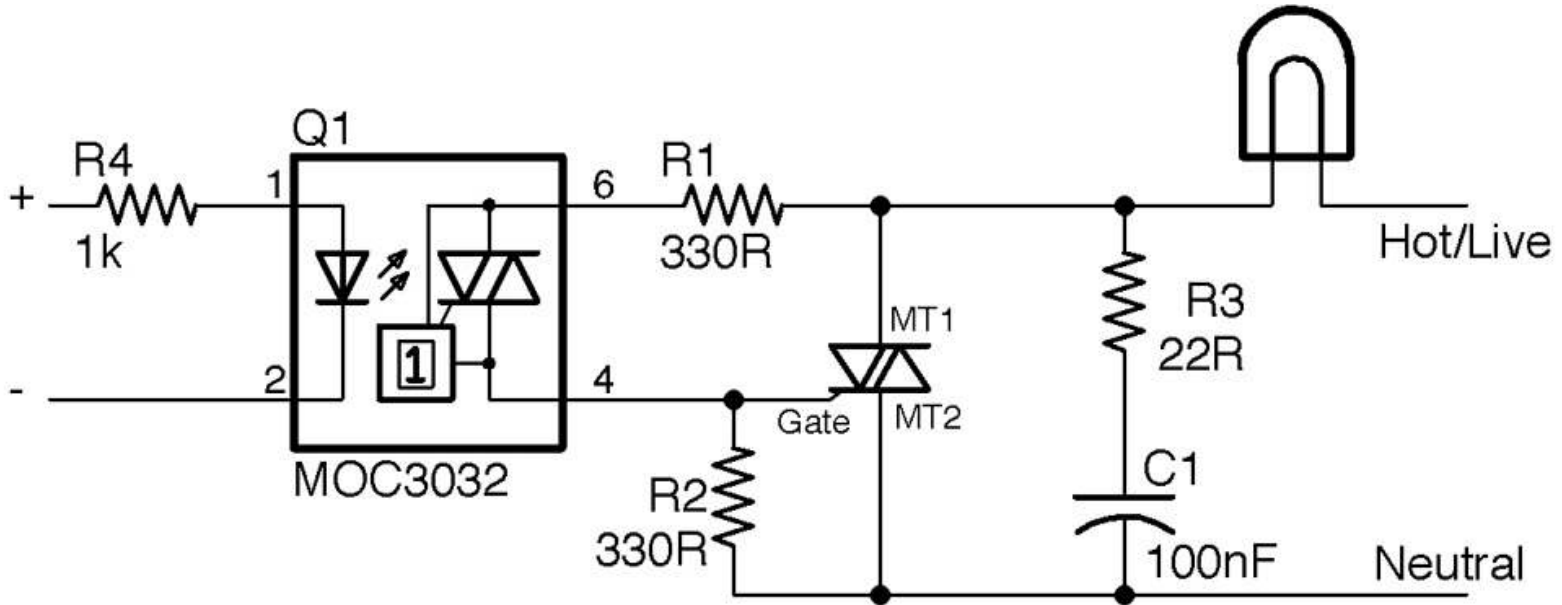 Q1
R4
R1
+
1
6
1k
330R
Hot/Live
MT1
R3
22R
1
-
2
4
Gate
MT2
MOC3032
R2
330R
C1
100nF
Neutral